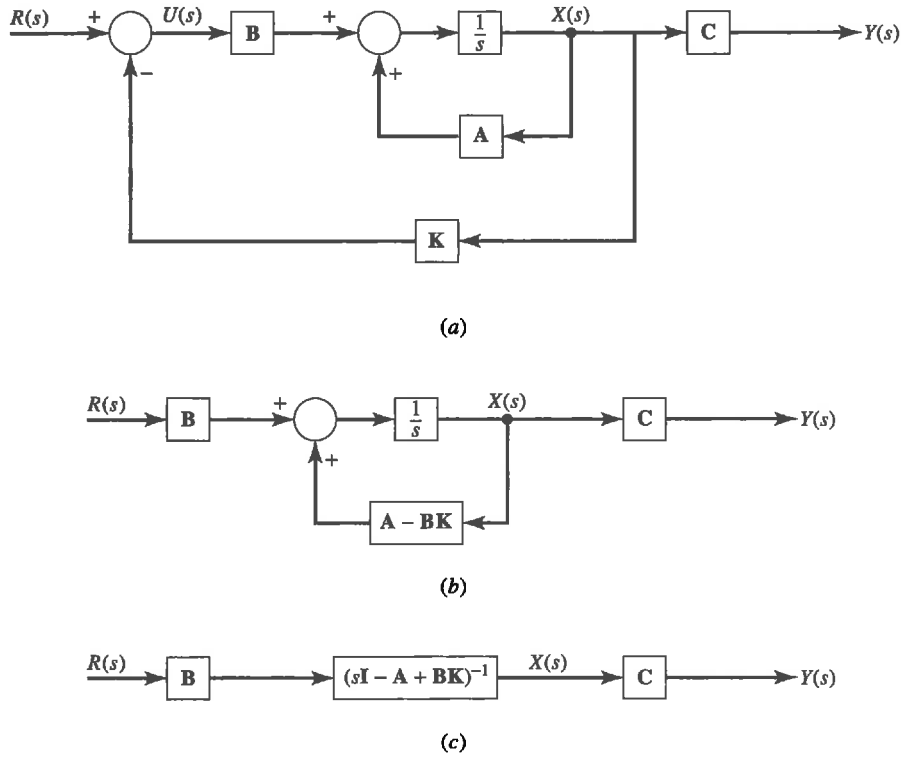 R(s) + U(s) B + 1/s X(s) C Y(s)
− +
A
K
(a)
R(s) B + 1/s X(s) C Y(s)
+
A − BK
(b)
R(s) B (sI − A + BK)⁻¹ X(s) C Y(s)
(c)